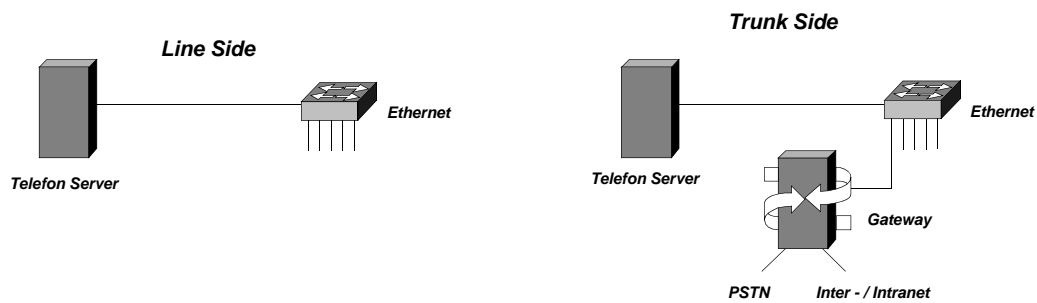 Line Side
Ethernet
Telefon Server
Trunk Side
Ethernet
Telefon Server
Gateway
PSTN
Inter - / Intranet